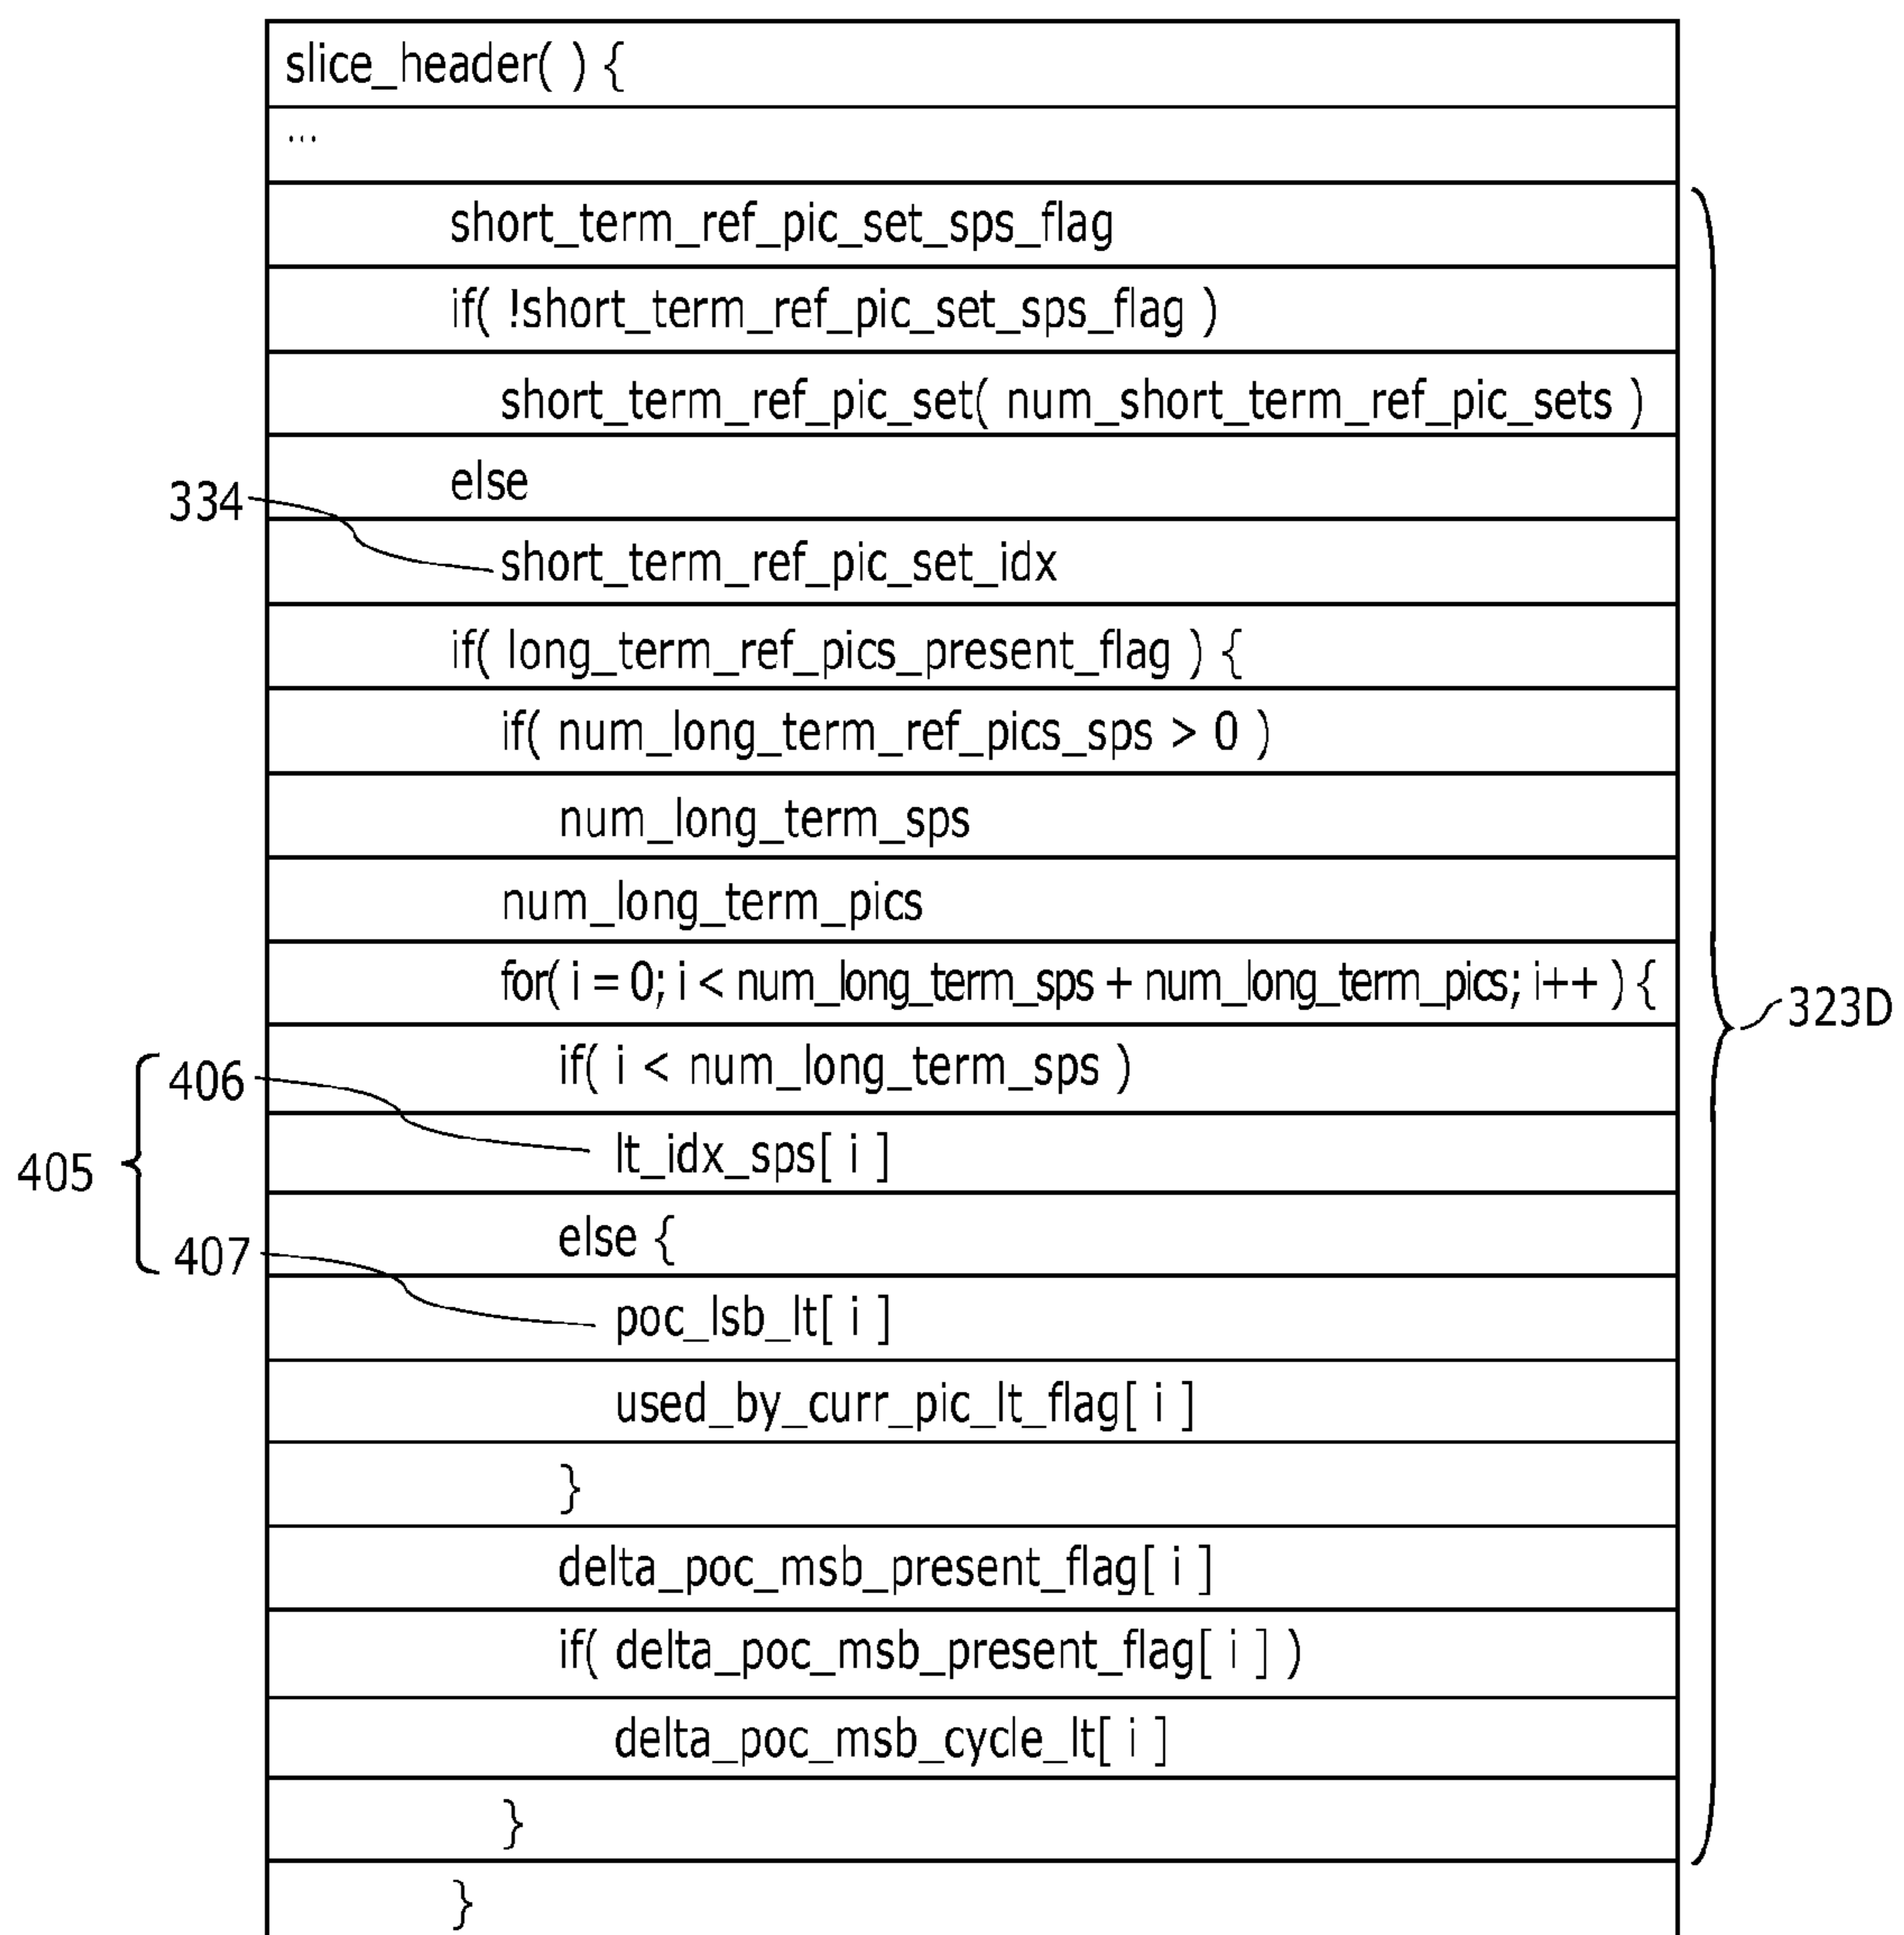 slice_header( ) {
...
short_term_ref_pic_set_sps_flag
if( !short_term_ref_pic_set_sps_flag )
short_term_ref_pic_set( num_short_term_ref_pic_sets )
else
334
short_term_ref_pic_set_idx
if( long_term_ref_pics_present_flag ) {
if( num_long_term_ref_pics_sps > 0 )
num_long_term_sps
num_long_term_pics
for( i = 0; i < num_long_term_sps + num_long_term_pics; i++ ) {
323D
if( i < num_long_term_sps )
406
lt_idx_sps[ i ]
405
else {
407
poc_lsb_lt[ i ]
used_by_curr_pic_lt_flag[ i ]
}
delta_poc_msb_present_flag[ i ]
if( delta_poc_msb_present_flag[ i ] )
delta_poc_msb_cycle_lt[ i ]
}
}